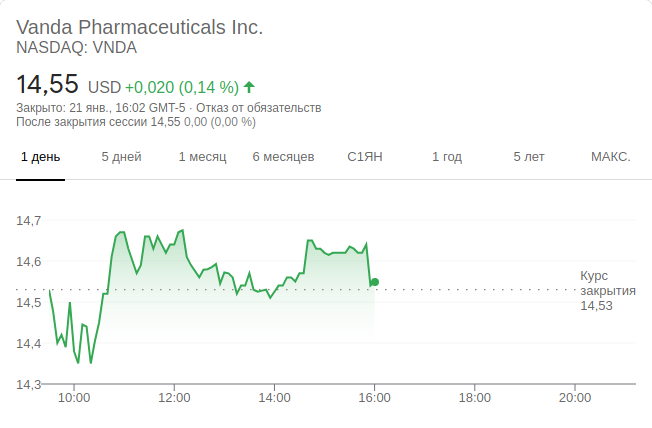 Vanda Pharmaceuticals Inc.
NASDAQ: VNDA
14,55 USD +0,020 (0,14 %)
Закрыто: 21 янв., 16:02 GMT-5 · Отказ от обязательств
После закрытия сессии 14,55 0,00 (0,00 %)
1 день 5 дней 1 месяц 6 месяцев С1ЯН 1 год 5 лет МАКС.
14,7
14,6
14,5
14,4
14,3
Курс
закрытия
14,53
10:00 12:00 14:00 16:00 18:00 20:00